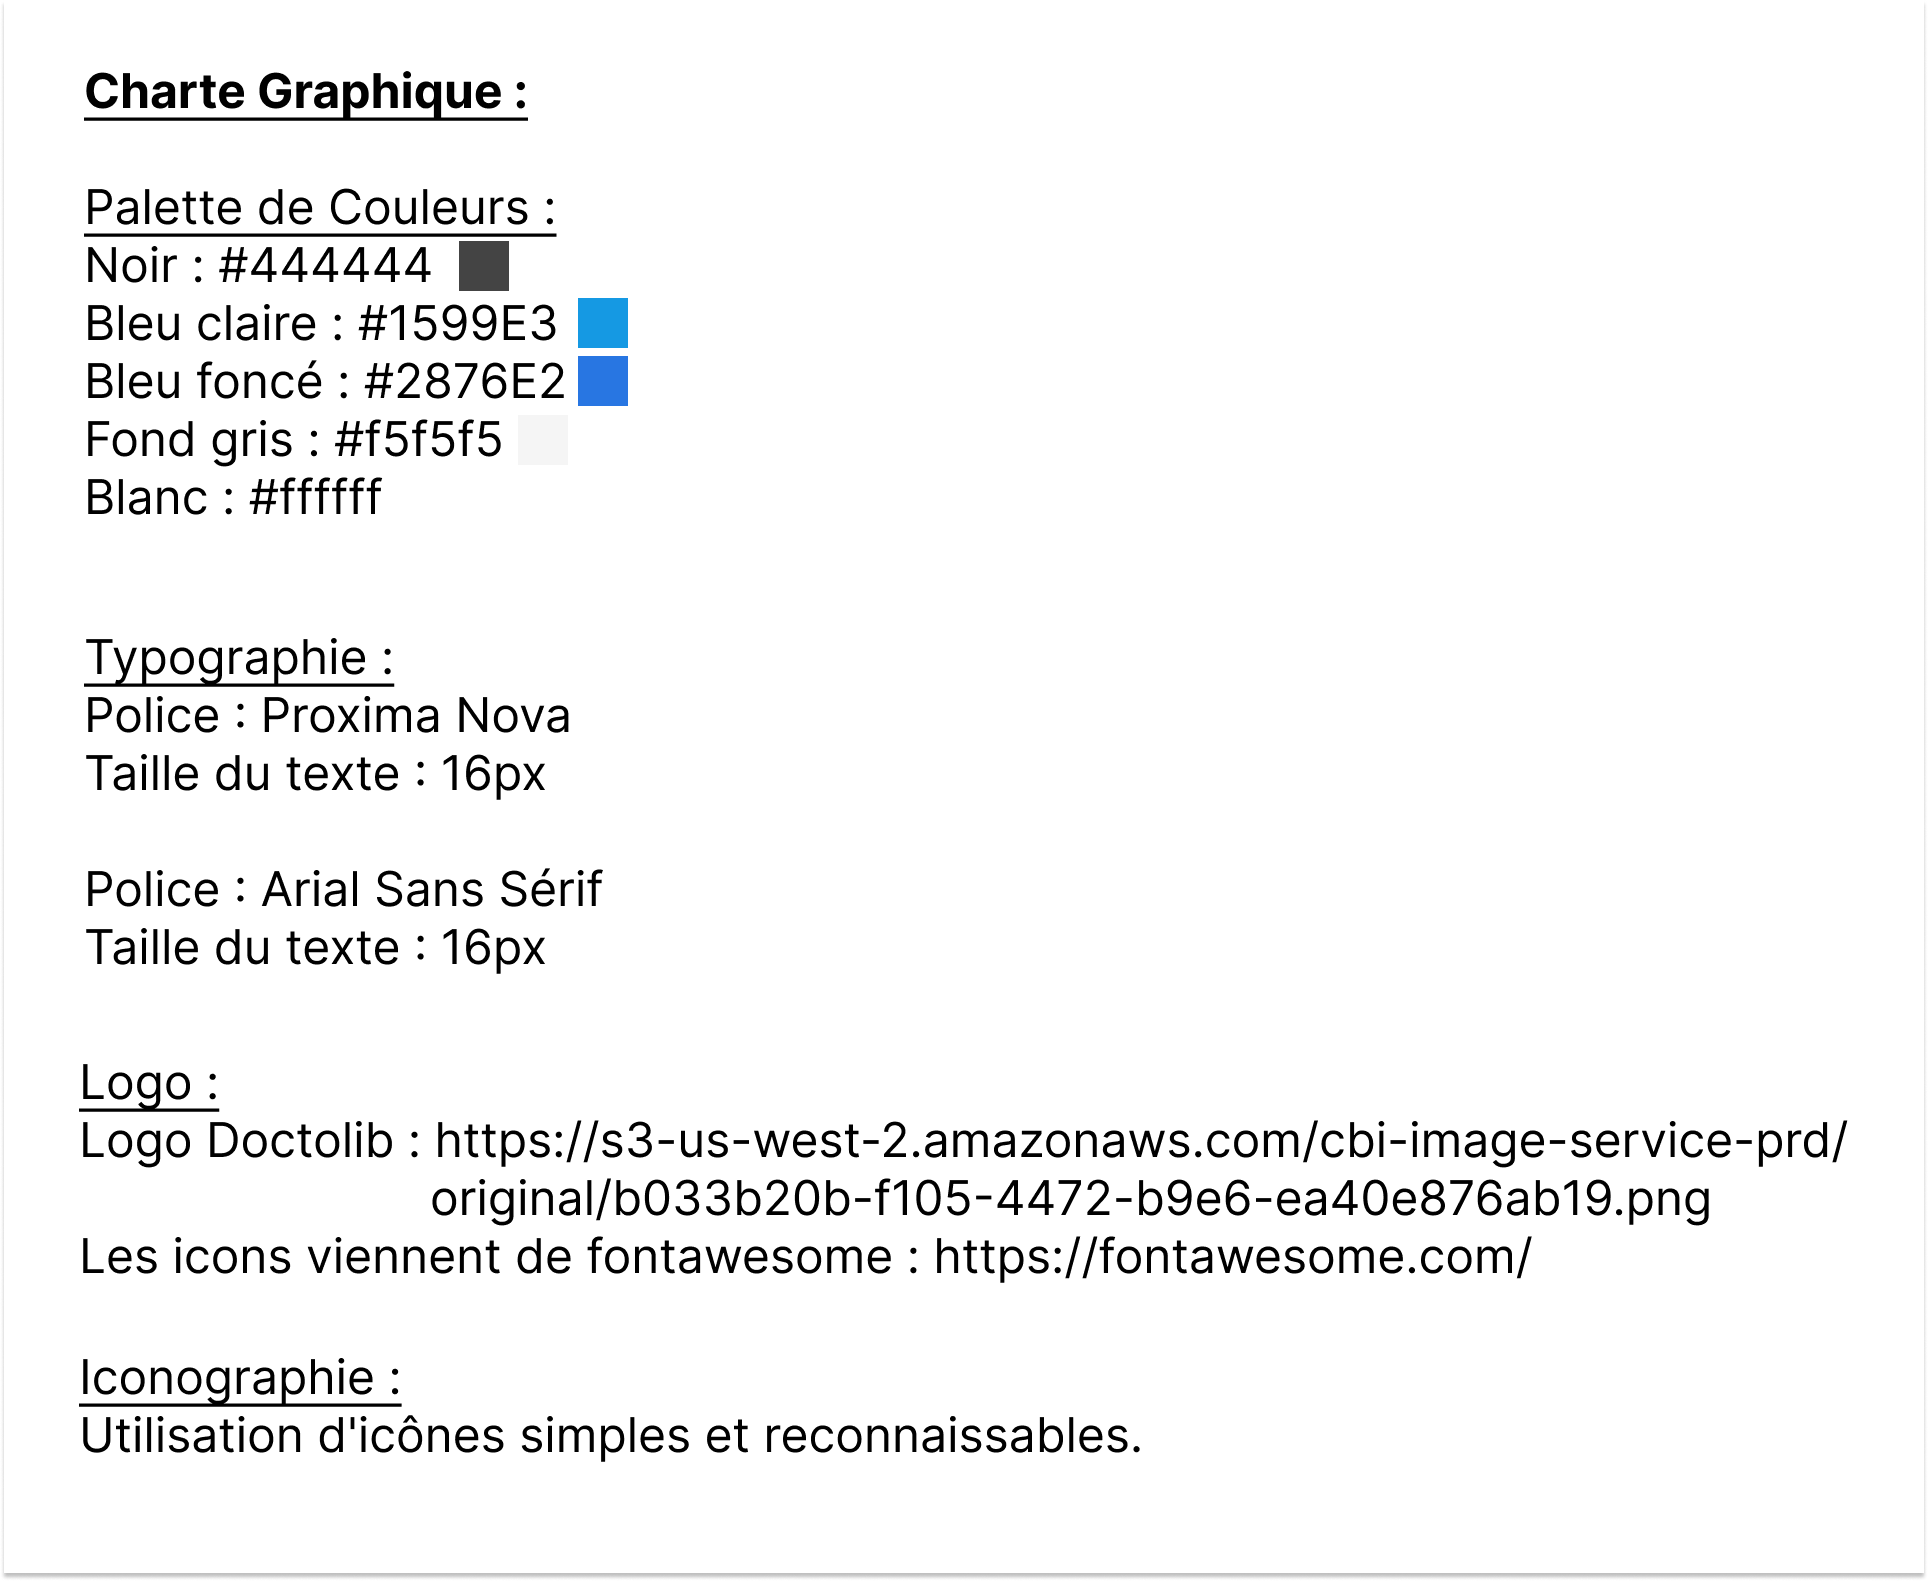 Charte Graphique :
Palette de Couleurs :
Noir : #444444
Bleu claire : #1599E3
Bleu foncé : #2876E2
Fond gris : #f5f5f5
Blanc : #ffffff
Typographie :
Police : Proxima Nova
Taille du texte : 16px
Police : Arial Sans Sérif
Taille du texte : 16px
Logo :
Logo Doctolib : https://s3-us-west-2.amazonaws.com/cbi-image-service-prd/
original/b033b20b-f105-4472-b9e6-ea40e876ab19.png
Les icons viennent de fontawesome : https://fontawesome.com/
Iconographie :
Utilisation d'icônes simples et reconnaissables.